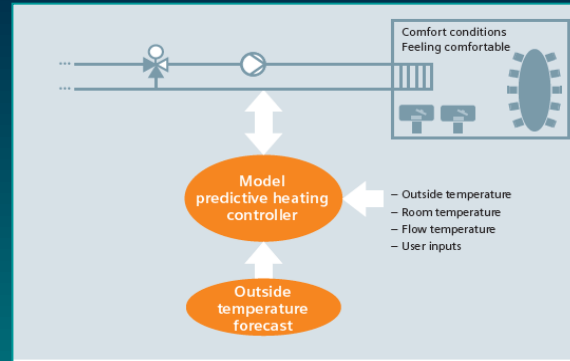 Comfort conditions
Feeling comfortable
...
...
Model
predictive heating
controller
– Outside temperature
– Room temperature
– Flow temperature
– User inputs
Outside
temperature
forecast